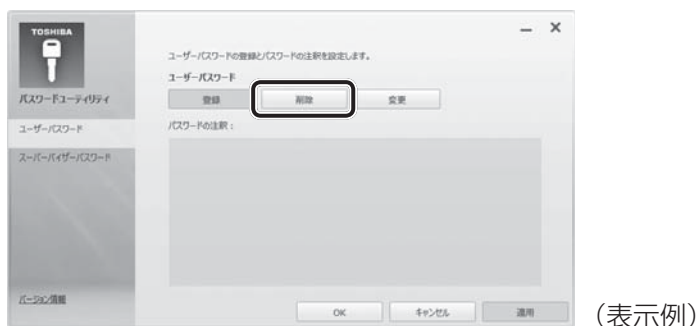 TOSHIBA
パスワードユーティリティ
ユーザーパスワード
スーパーバイザーパスワード
バージョン情報
ユーザーパスワードの登録とパスワードの注釈を設定します。
ユーザーパスワード
登録 削除 変更
パスワードの注釈:
OK キャンセル 適用
(表示例)